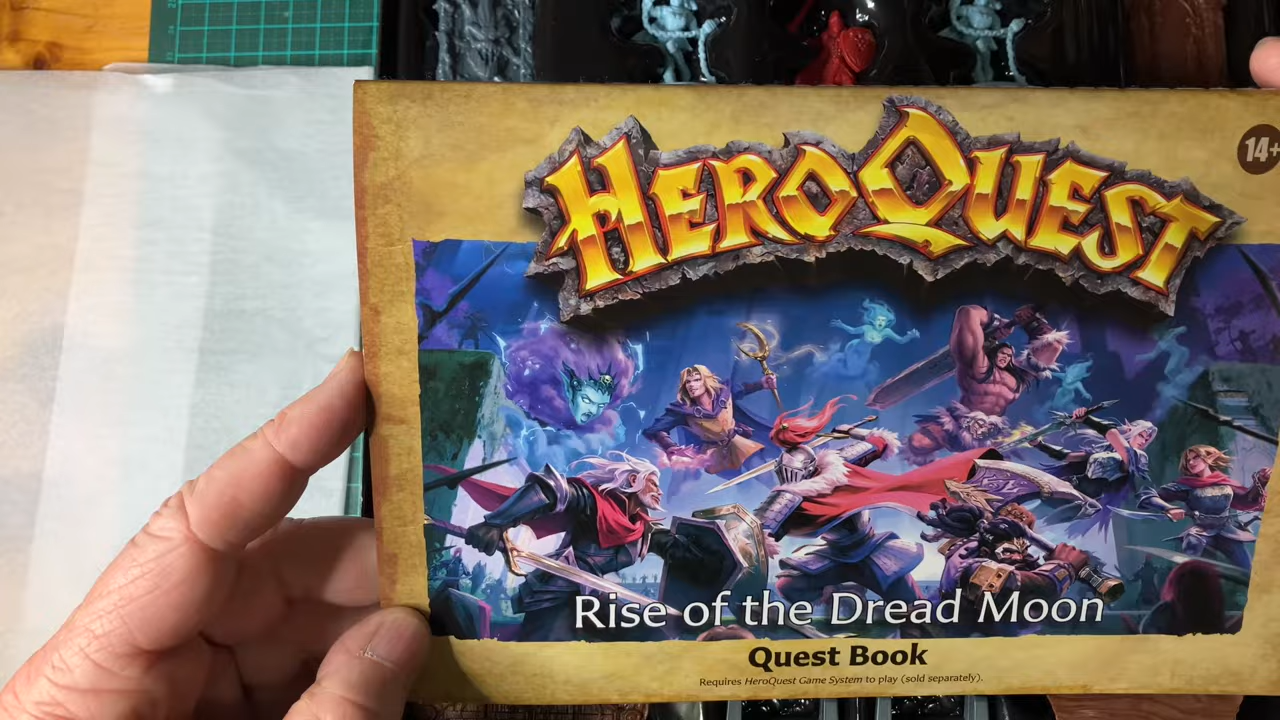 HEROQUEST
14+
Rise of the Dread Moon
Quest Book
Requires HeroQuest Game System to play (sold separately).